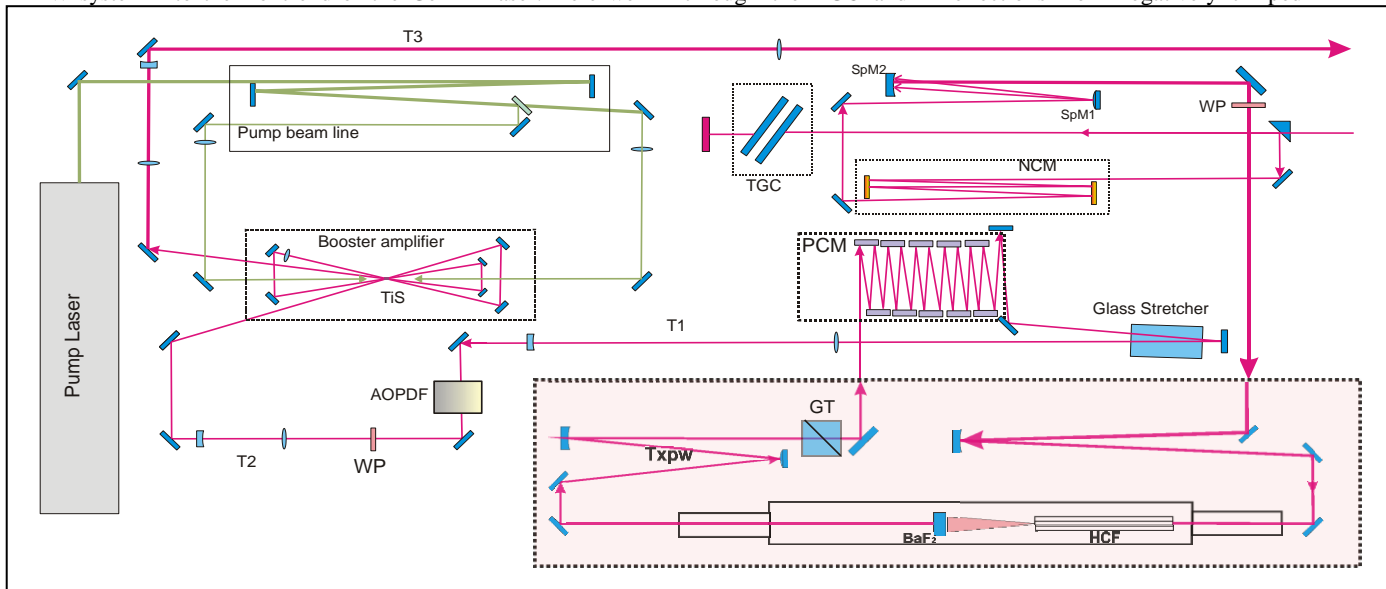 T3
SpM2
WP
SpM1
Pump beam line
TGC
NCM
Booster amplifier
PCM
TiS
Glass Stretcher
T1
Pump Laser
AOPDF
GT
Txpw
T2
WP
BaF₂
HCF